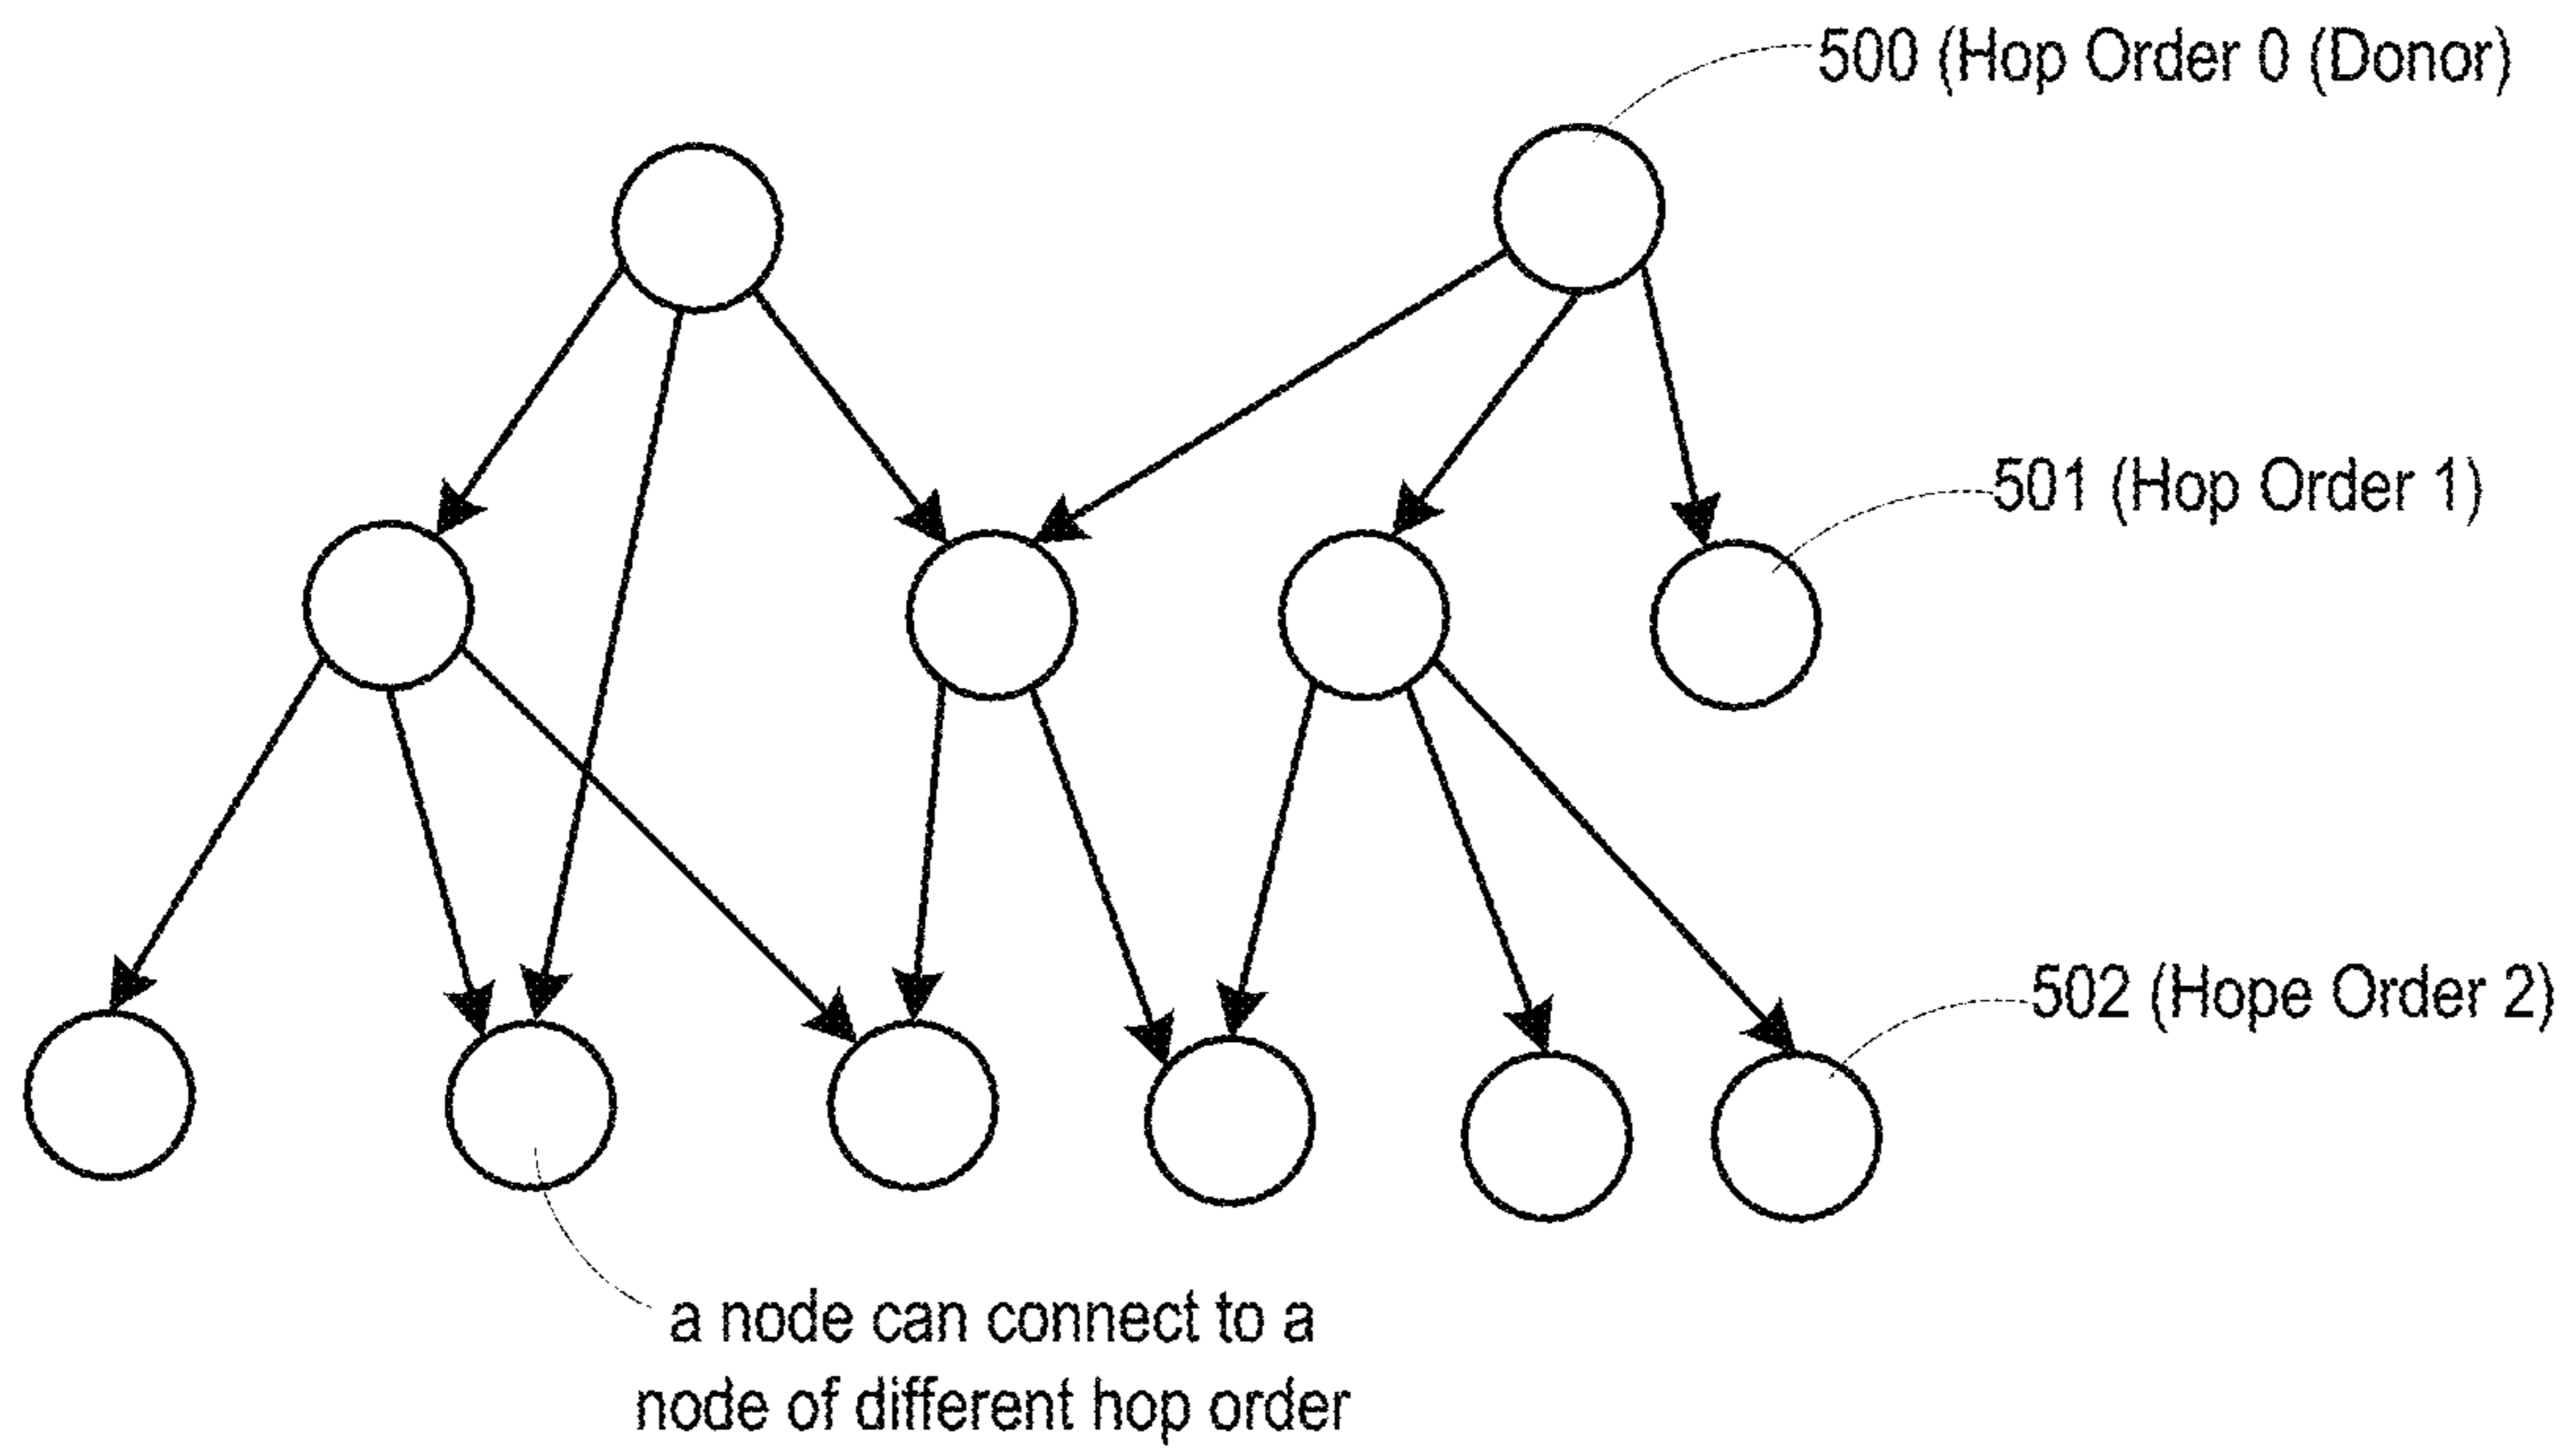 500 (Hop Order 0 (Donor)
501 (Hop Order 1)
502 (Hope Order 2)
a node can connect to a
node of different hop order